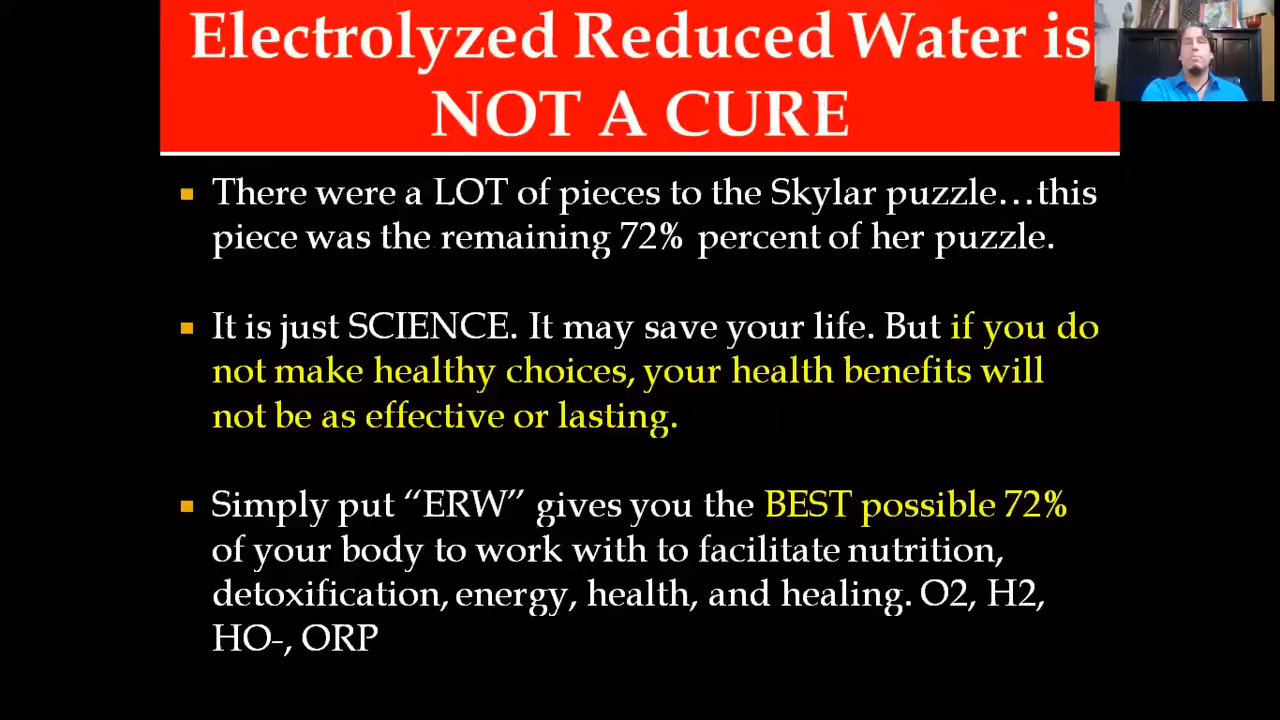 Electrolyzed Reduced Water is
NOT A CURE
There were a LOT of pieces to the Skylar puzzle…this
piece was the remaining 72% percent of her puzzle.
It is just SCIENCE. It may save your life. But if you do
not make healthy choices, your health benefits will
not be as effective or lasting.
Simply put “ERW” gives you the BEST possible 72%
of your body to work with to facilitate nutrition,
detoxification, energy, health, and healing. O2, H2,
HO-, ORP